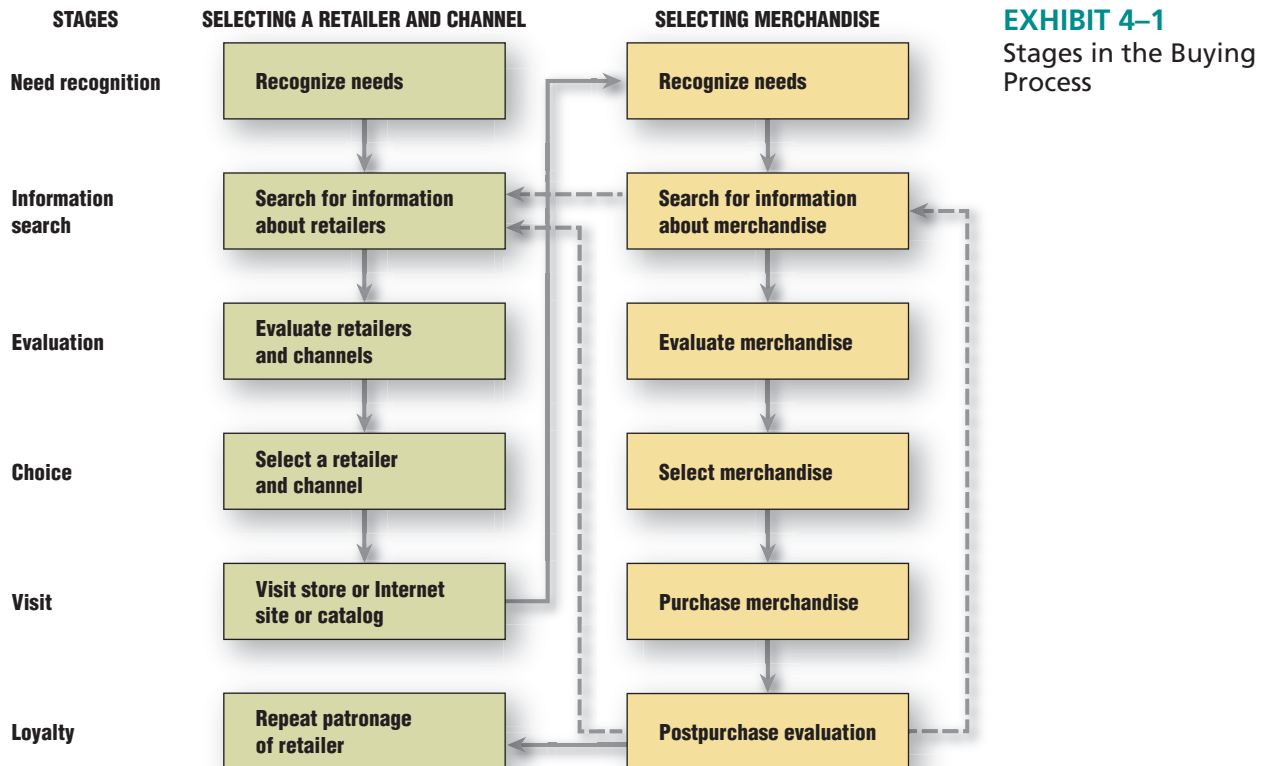 STAGES
SELECTING A RETAILER AND CHANNEL
SELECTING MERCHANDISE
EXHIBIT 4–1
Stages in the Buying
Process
Need recognition
Recognize needs
Recognize needs
Information
search
Search for information
about retailers
Search for information
about merchandise
Evaluation
Evaluate retailers
and channels
Evaluate merchandise
Choice
Select a retailer
and channel
Select merchandise
Visit
Visit store or Internet
site or catalog
Purchase merchandise
Loyalty
Repeat patronage
of retailer
Postpurchase evaluation